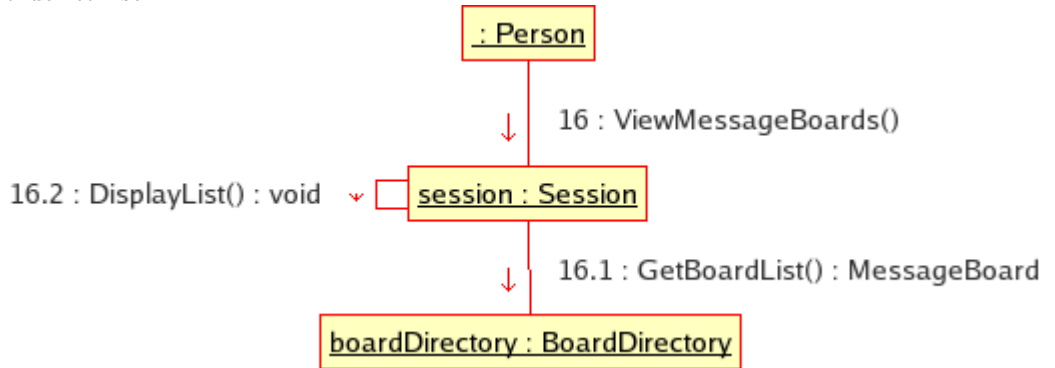 : Person
16 : ViewMessageBoards()
16.2 : DisplayList() : void
session : Session
16.1 : GetBoardList() : MessageBoard
boardDirectory : BoardDirectory